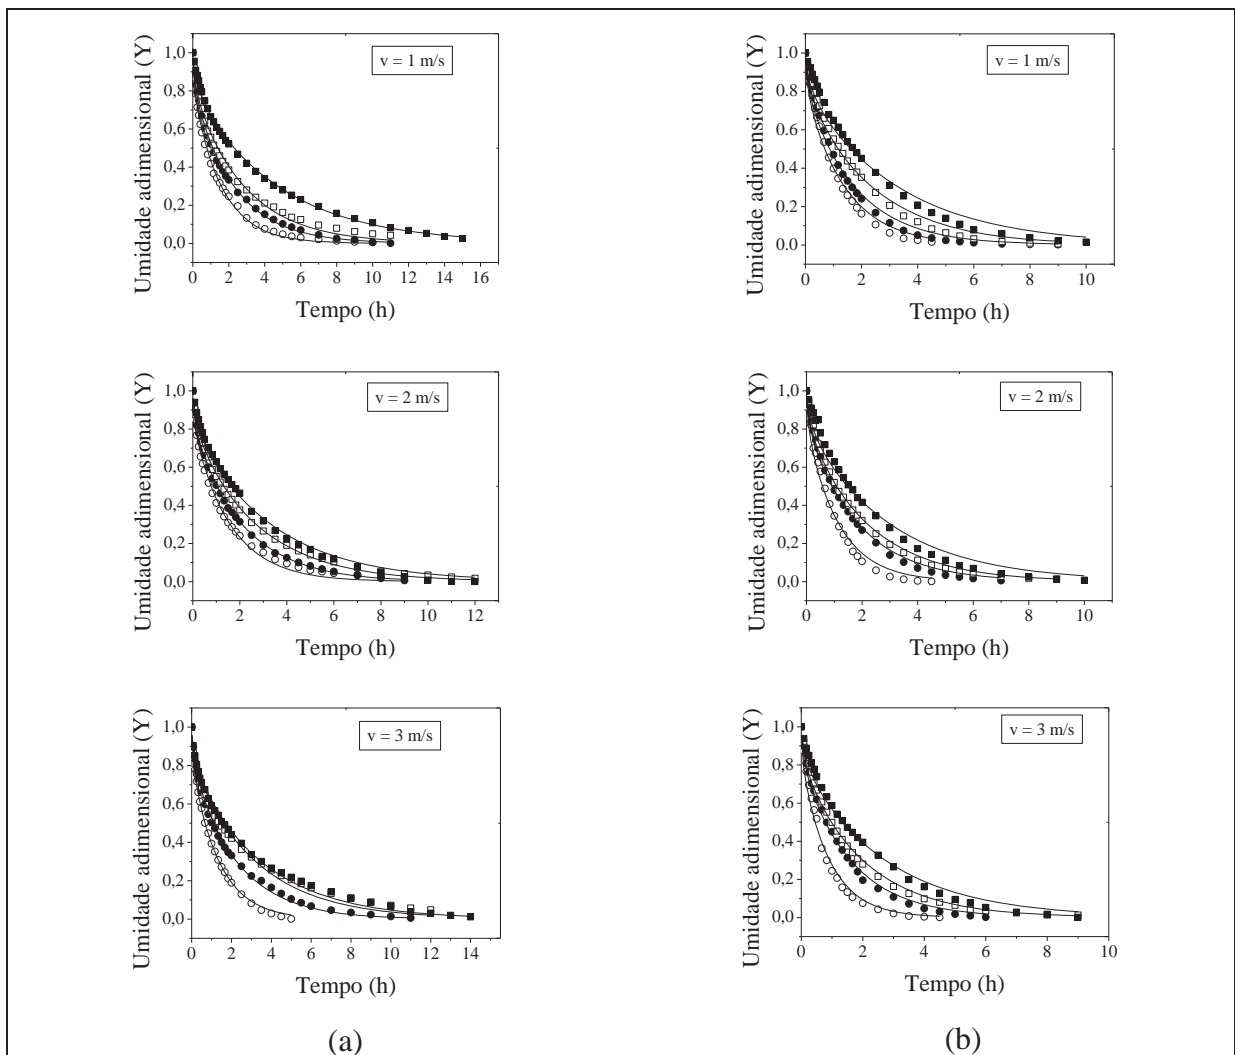 v = 1 m/s
1,0
0,8
0,6
0,4
0,2
0,0
Umidade adimensional (Y)
0 2 4 6 8 10 12 14 16
Tempo (h)
v = 1 m/s
1,0
0,8
0,6
0,4
0,2
0,0
Umidade adimensional (Y)
0 2 4 6 8 10
Tempo (h)
v = 2 m/s
1,0
0,8
0,6
0,4
0,2
0,0
Umidade adimensional (Y)
0 2 4 6 8 10 12
Tempo (h)
v = 2 m/s
1,0
0,8
0,6
0,4
0,2
0,0
Umidade adimensional (Y)
0 2 4 6 8 10
Tempo (h)
v = 3 m/s
1,0
0,8
0,6
0,4
0,2
0,0
Umidade adimensional (Y)
0 2 4 6 8 10 12 14
Tempo (h)
v = 3 m/s
1,0
0,8
0,6
0,4
0,2
0,0
Umidade adimensional (Y)
0 2 4 6 8 10
Tempo (h)
(a)
(b)